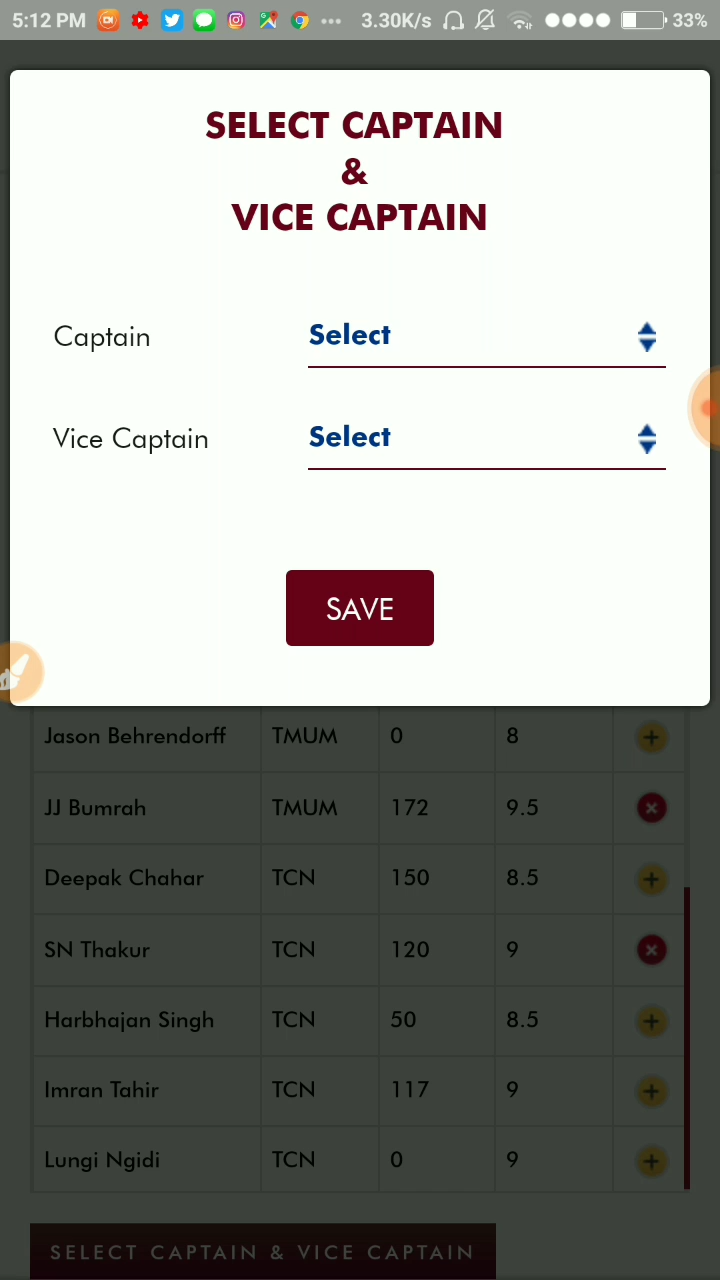 5:12 PM 3.30K/s 33%
SELECT CAPTAIN
&
VICE CAPTAIN
Captain Select
Vice Captain Select
SAVE
Jason Behrendorff TMUM 0 8
JJ Bumrah TMUM 172 9.5
Deepak Chahar TCN 150 8.5
SN Thakur TCN 120 9
Harbhajan Singh TCN 50 8.5
Imran Tahir TCN 117 9
Lungi Ngidi TCN 0 9
SELECT CAPTAIN & VICE CAPTAIN